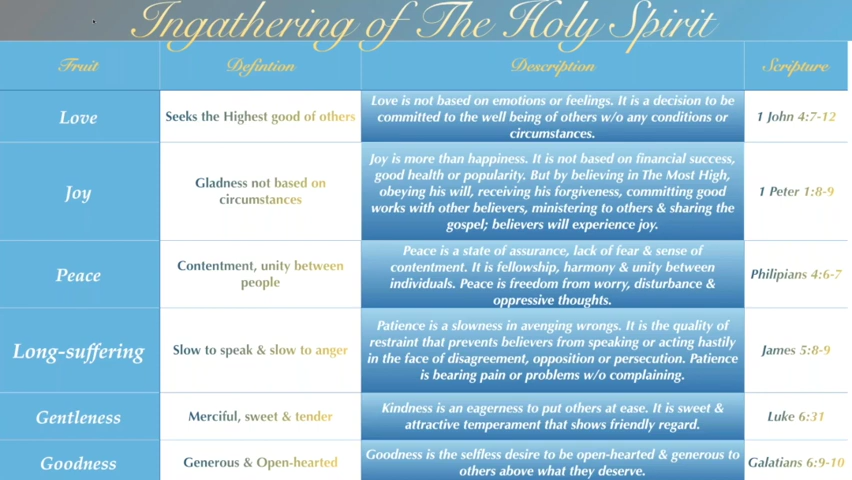 Ingathering of The Holy Spirit
Fruit
Defintion
Description
Scripture
Love
Seeks the Highest good of others
Love is not based on emotions or feelings. It is a decision to be
committed to the well being of others w/o any conditions or
circumstances.
1 John 4:7-12
Joy
Gladness not based on
circumstances
Joy is more than happiness. It is not based on financial success,
good health or popularity. But by believing in The Most High,
obeying his will, receiving his forgiveness, committing good
works with other believers, ministering to others & sharing the
gospel; believers will experience joy.
1 Peter 1:8-9
Peace
Contentment, unity between
people
Peace is a state of assurance, lack of fear & sense of
contentment. It is fellowship, harmony & unity between
individuals. Peace is freedom from worry, disturbance &
oppressive thoughts.
Philipians 4:6-7
Long-suffering
Slow to speak & slow to anger
Patience is a slowness in avenging wrongs. It is the quality of
restraint that prevents believers from speaking or acting hastily
in the face of disagreement, opposition or persecution. Patience
is bearing pain or problems w/o complaining.
James 5:8-9
Gentleness
Merciful, sweet & tender
Kindness is an eagerness to put others at ease. It is sweet &
attractive temperament that shows friendly regard.
Luke 6:31
Goodness
Generous & Open-hearted
Goodness is the selfless desire to be open-hearted & generous to
others above what they deserve.
Galatians 6:9-10